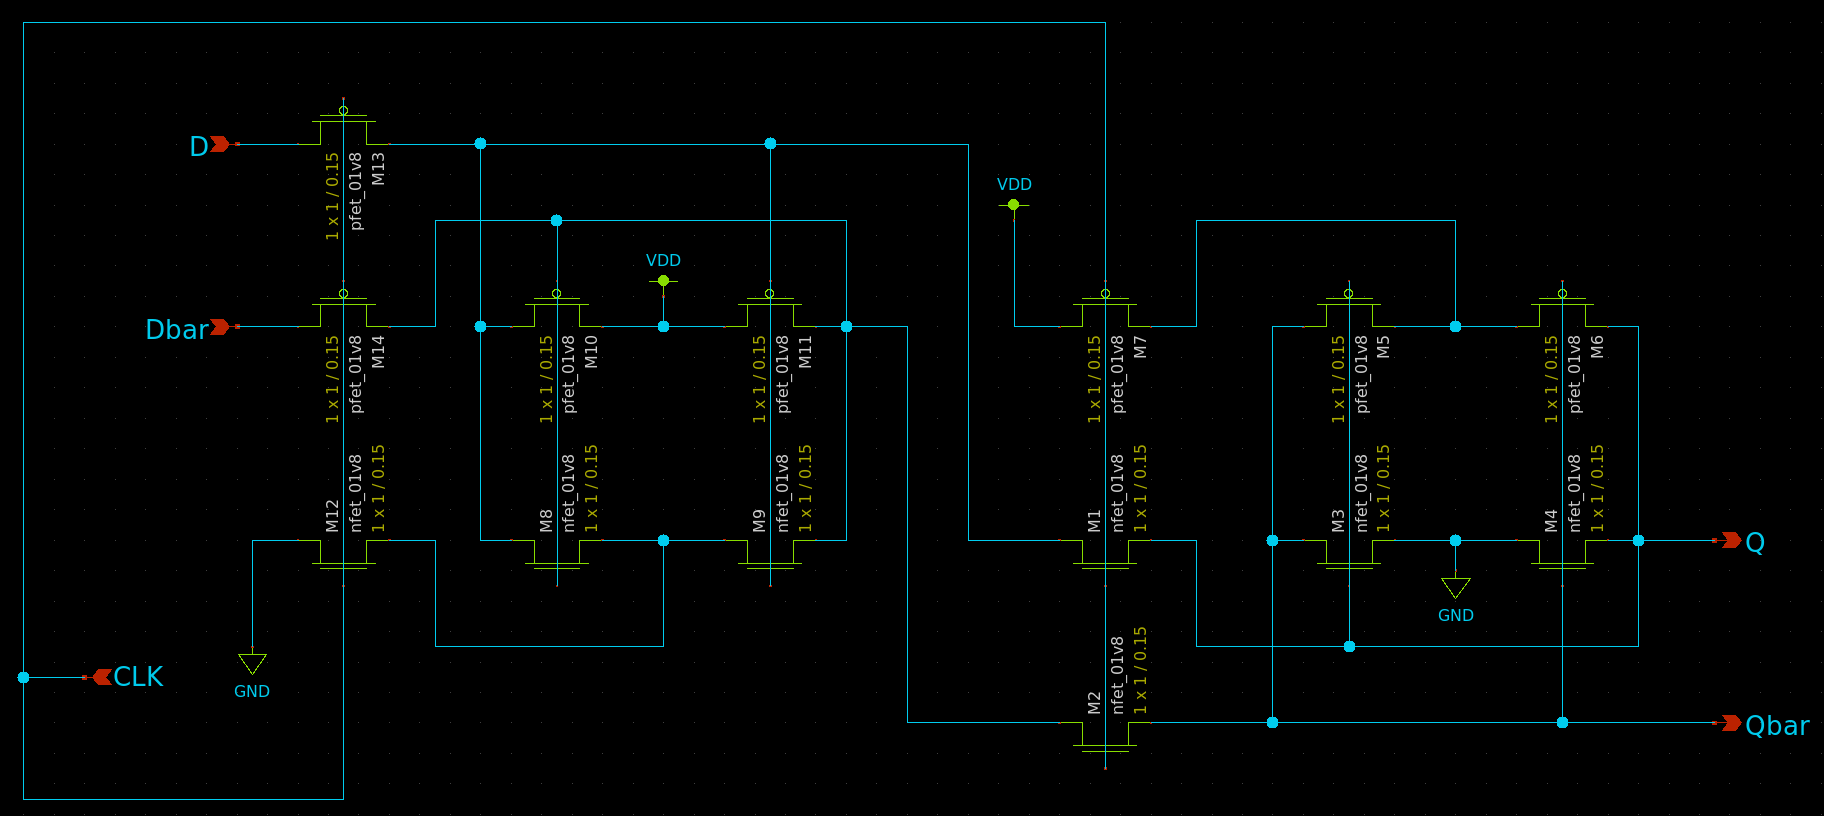 D
1 x 1 / 0.15
pfet_01v8
M13
VDD
VDD
Dbar
1 x 1 / 0.15
pfet_01v8
M14
1 x 1 / 0.15
pfet_01v8
M10
1 x 1 / 0.15
pfet_01v8
M11
1 x 1 / 0.15
pfet_01v8
M7
1 x 1 / 0.15
pfet_01v8
M5
1 x 1 / 0.15
pfet_01v8
M6
M12
nfet_01v8
1 x 1 / 0.15
M8
nfet_01v8
1 x 1 / 0.15
M9
nfet_01v8
1 x 1 / 0.15
M1
nfet_01v8
1 x 1 / 0.15
M3
nfet_01v8
1 x 1 / 0.15
M4
nfet_01v8
1 x 1 / 0.15
Q
GND
CLK
GND
M2
nfet_01v8
1 x 1 / 0.15
Qbar